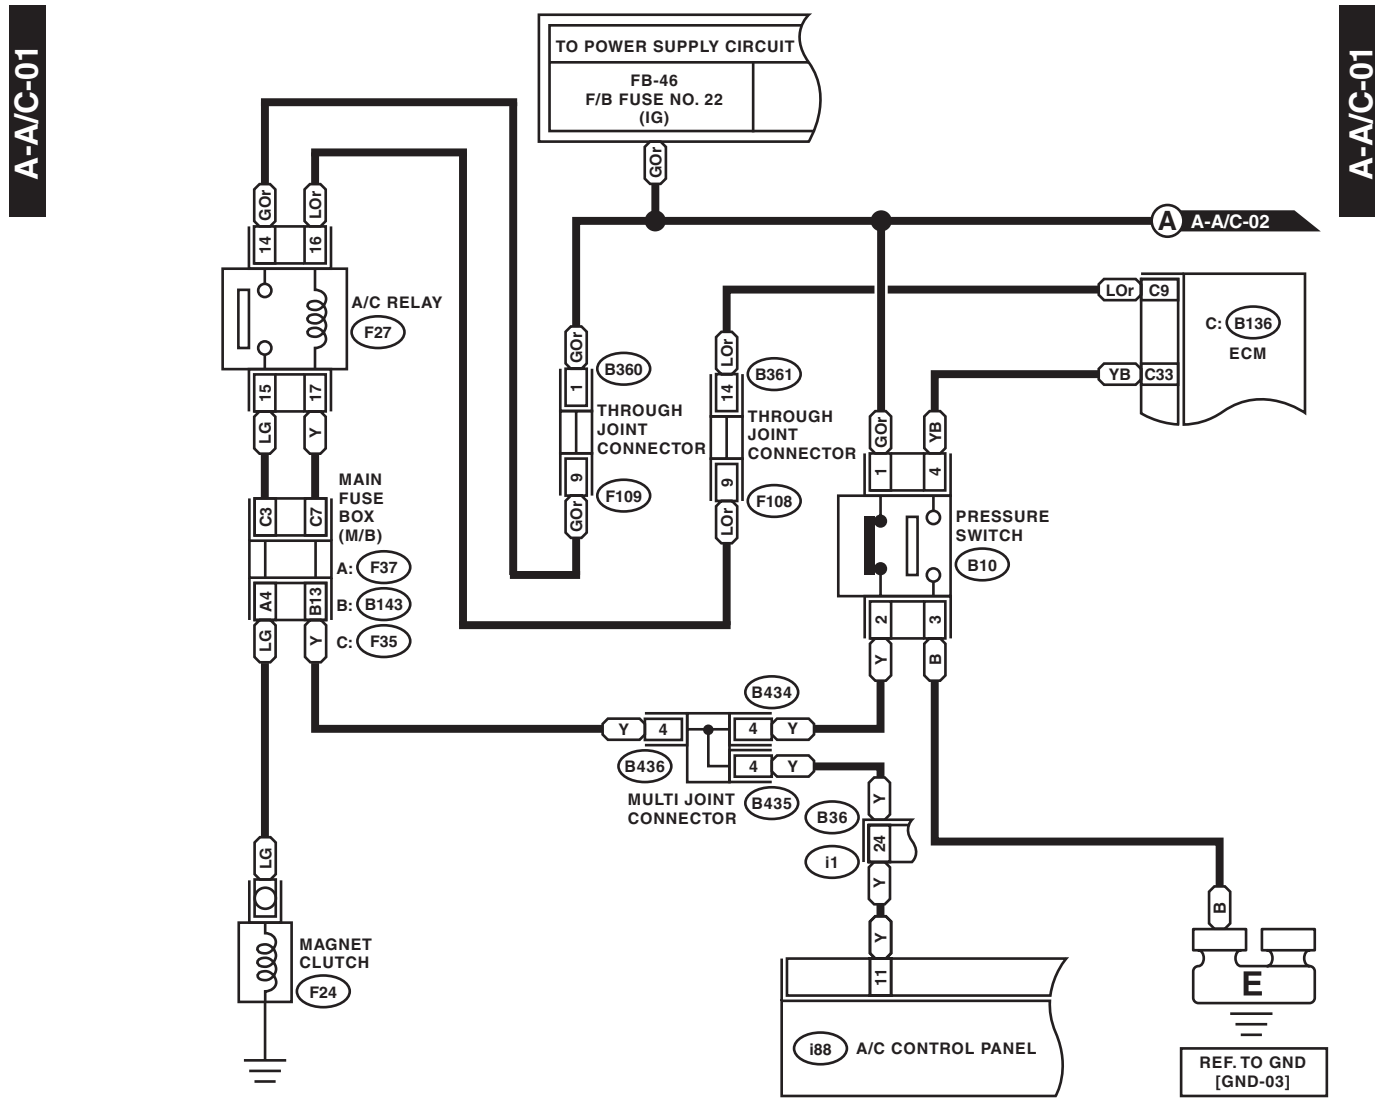 A-A/C-01
A-A/C-01
TO POWER SUPPLY CIRCUIT
FB-46
F/B FUSE NO. 22
(IG)
GOr
A A-A/C-02
GOr LOr
14 16
A/C RELAY
F27
15 17
LG Y
MAIN
FUSE
BOX
(M/B)
C3 C7
A: F37
B: B143
C: F35
A4 B13
LG Y
GOr
B360
1
THROUGH
JOINT
CONNECTOR
9
F109
GOr
LOr
B361
14
THROUGH
JOINT
CONNECTOR
9
F108
LOr
LOr C9
C: B136
ECM
YB C33
GOr YB
1 4
PRESSURE
SWITCH
B10
2 3
Y B
B434
Y 4 4 Y
B436
4 Y
MULTI JOINT
CONNECTOR
B435
Y
B36
24
i1
Y
Y
11
i88 A/C CONTROL PANEL
LG
MAGNET
CLUTCH
F24
B
E
REF. TO GND
[GND-03]